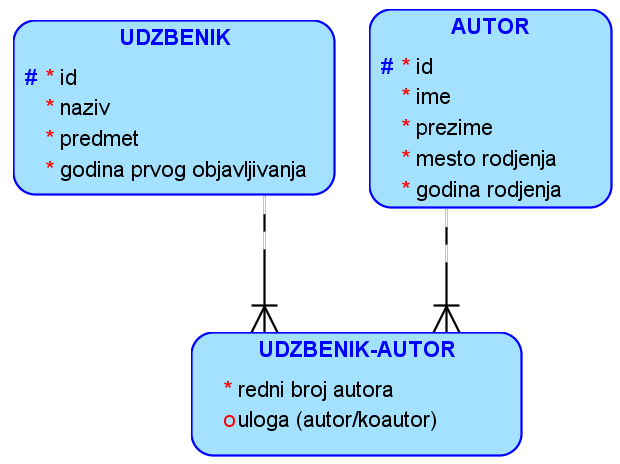 UDZBENIK
# * id
* naziv
* predmet
* godina prvog objavljivanja
AUTOR
# * id
* ime
* prezime
* mesto rodjenja
* godina rodjenja
UDZBENIK-AUTOR
* redni broj autora
o uloga (autor/koautor)